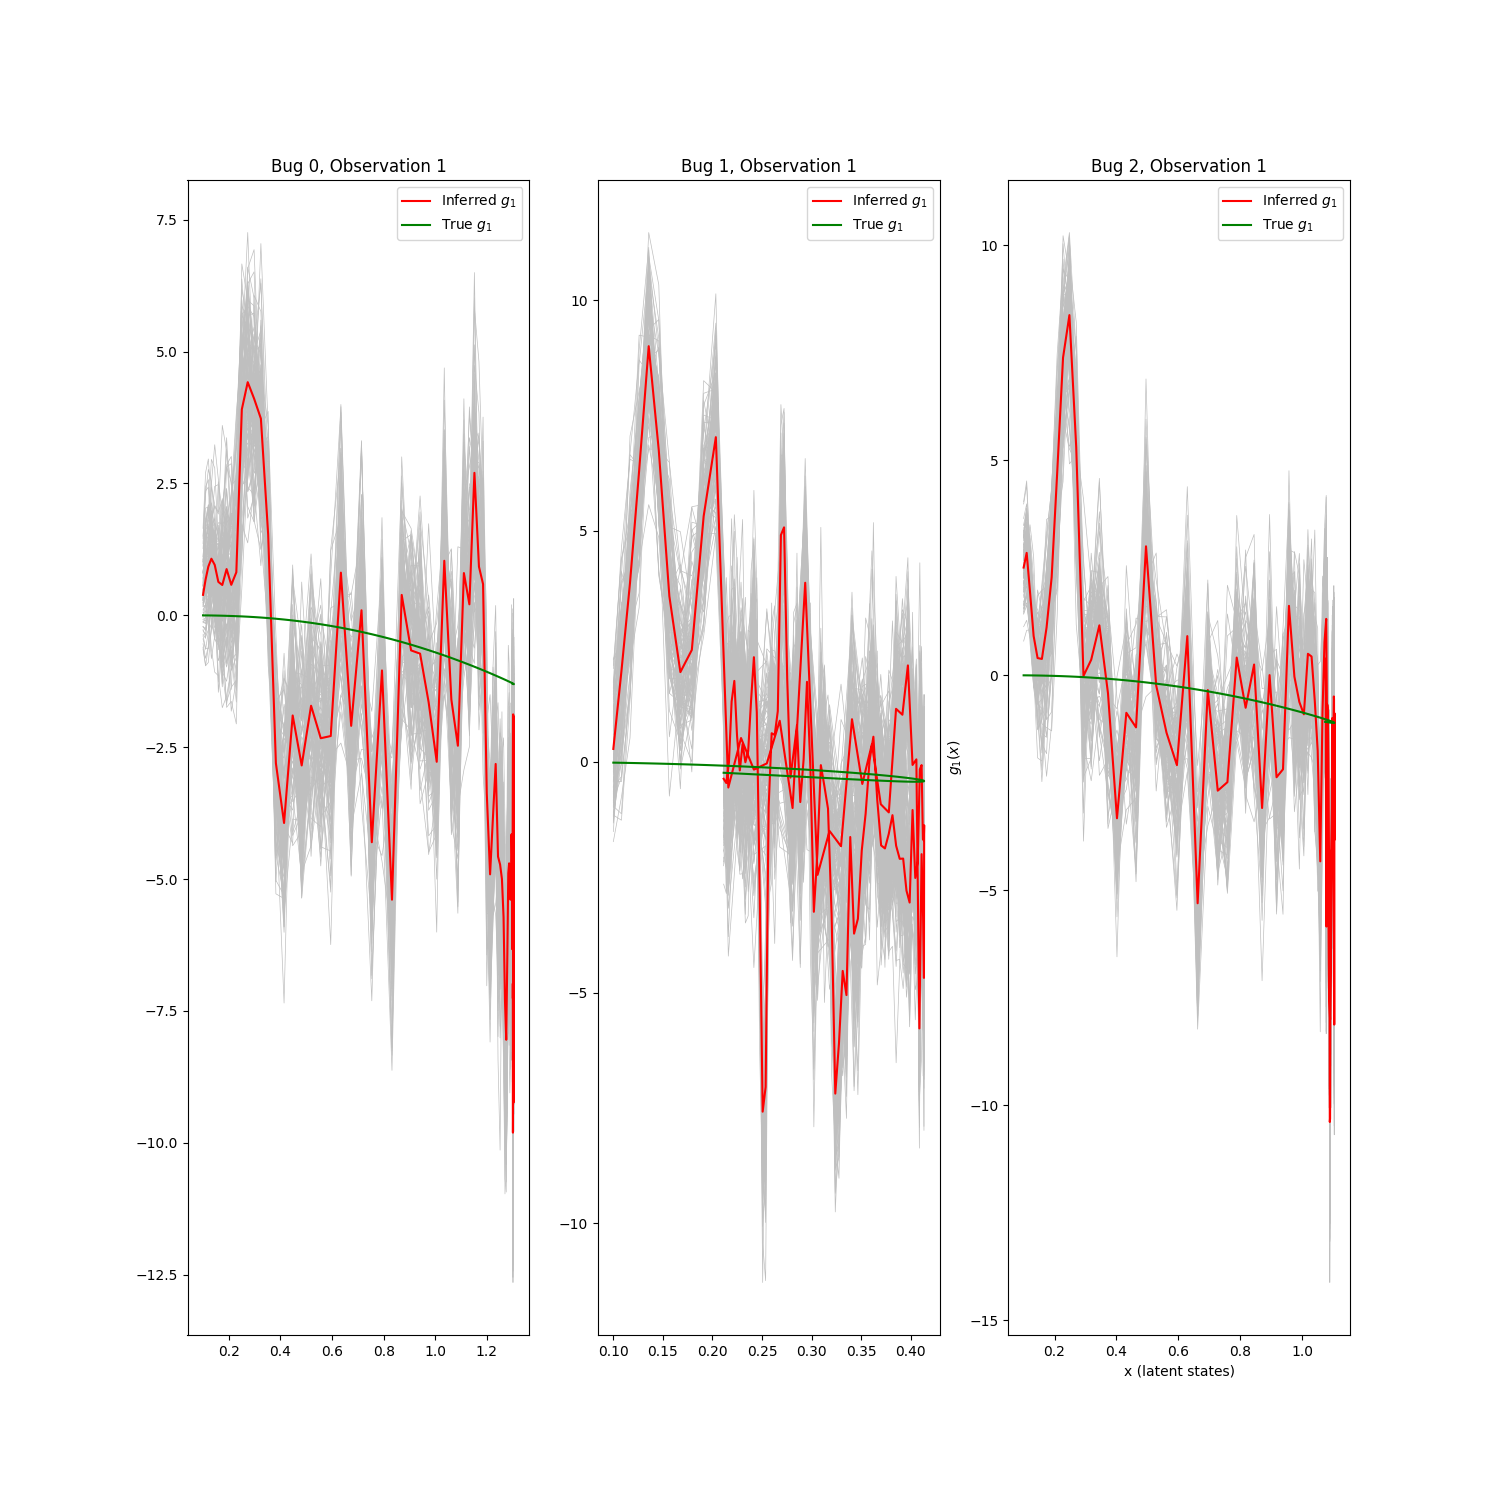 Bug 0, Observation 1
Inferred g₁
True g₁
7.5
5.0
2.5
0.0
−2.5
−5.0
−7.5
−10.0
−12.5
0.2 0.4 0.6 0.8 1.0 1.2
Bug 1, Observation 1
Inferred g₁
True g₁
10
5
0
−5
−10
0.10 0.15 0.20 0.25 0.30 0.35 0.40
Bug 2, Observation 1
Inferred g₁
True g₁
g₁(x)
10
5
0
−5
−10
−15
0.2 0.4 0.6 0.8 1.0
x (latent states)